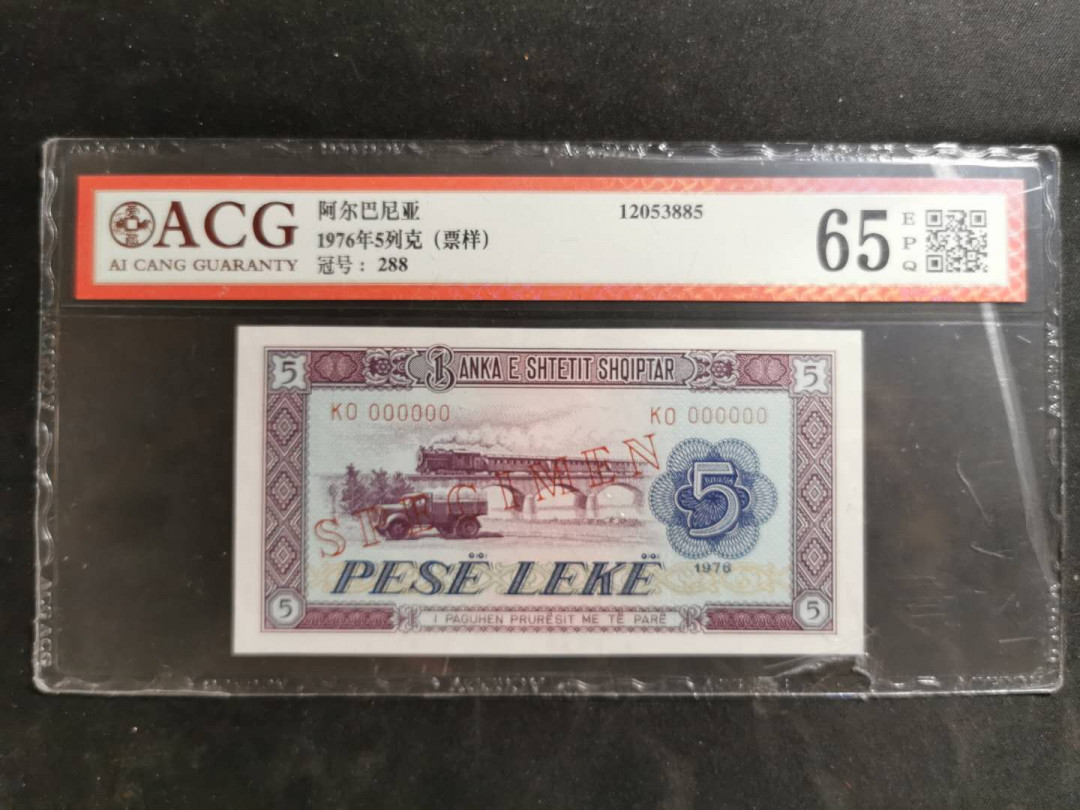 ACG
AI CANG GUARANTY
阿尔巴尼亚
1976年5列克（票样）
冠号：288
12053885
65
EPQ
5
BANKA E SHTETIT SHQIPTAR
5
KO 000000
KO 000000
SPECIMEN
5
PESË LEKË
1976
5
I PAGUHEN PRURËSIT ME TË PARË
5